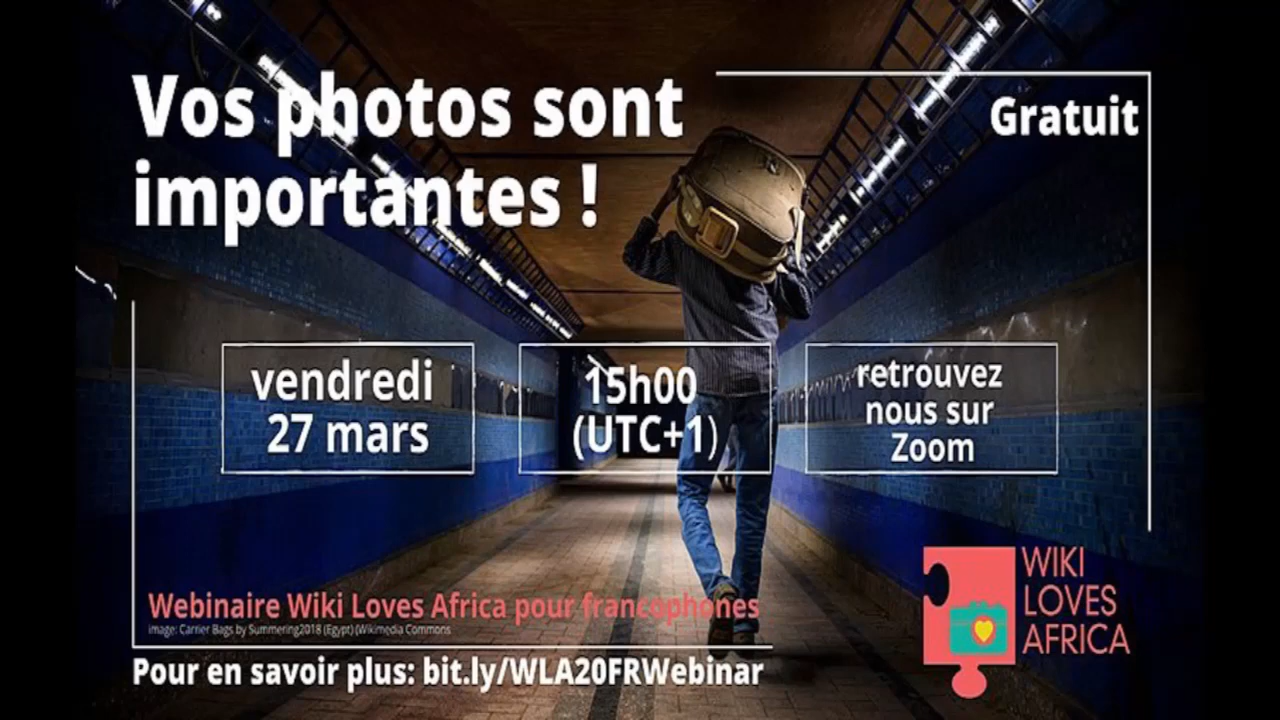 Vos photos sont
importantes !
Gratuit
vendredi
27 mars
15h00
(UTC+1)
retrouvez
nous sur
Zoom
Webinaire Wiki Loves Africa pour francophones
image: Carrier Bags by Summering2018 (Egypt) (Wikimedia Commons
Pour en savoir plus: bit.ly/WLA20FRWebinar
WIKI
LOVES
AFRICA